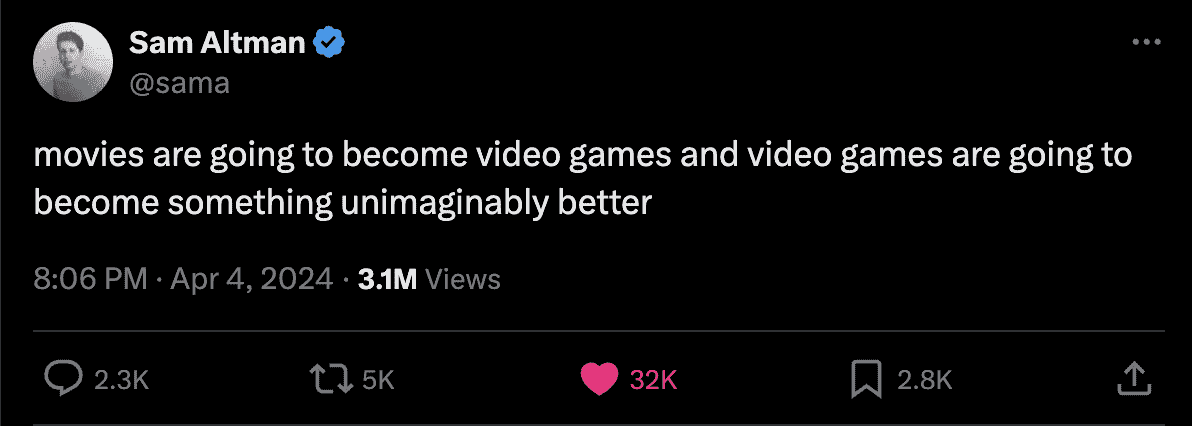 Sam Altman
@sama
movies are going to become video games and video games are going to
become something unimaginably better
8:06 PM · Apr 4, 2024 · 3.1M Views
2.3K 5K 32K 2.8K